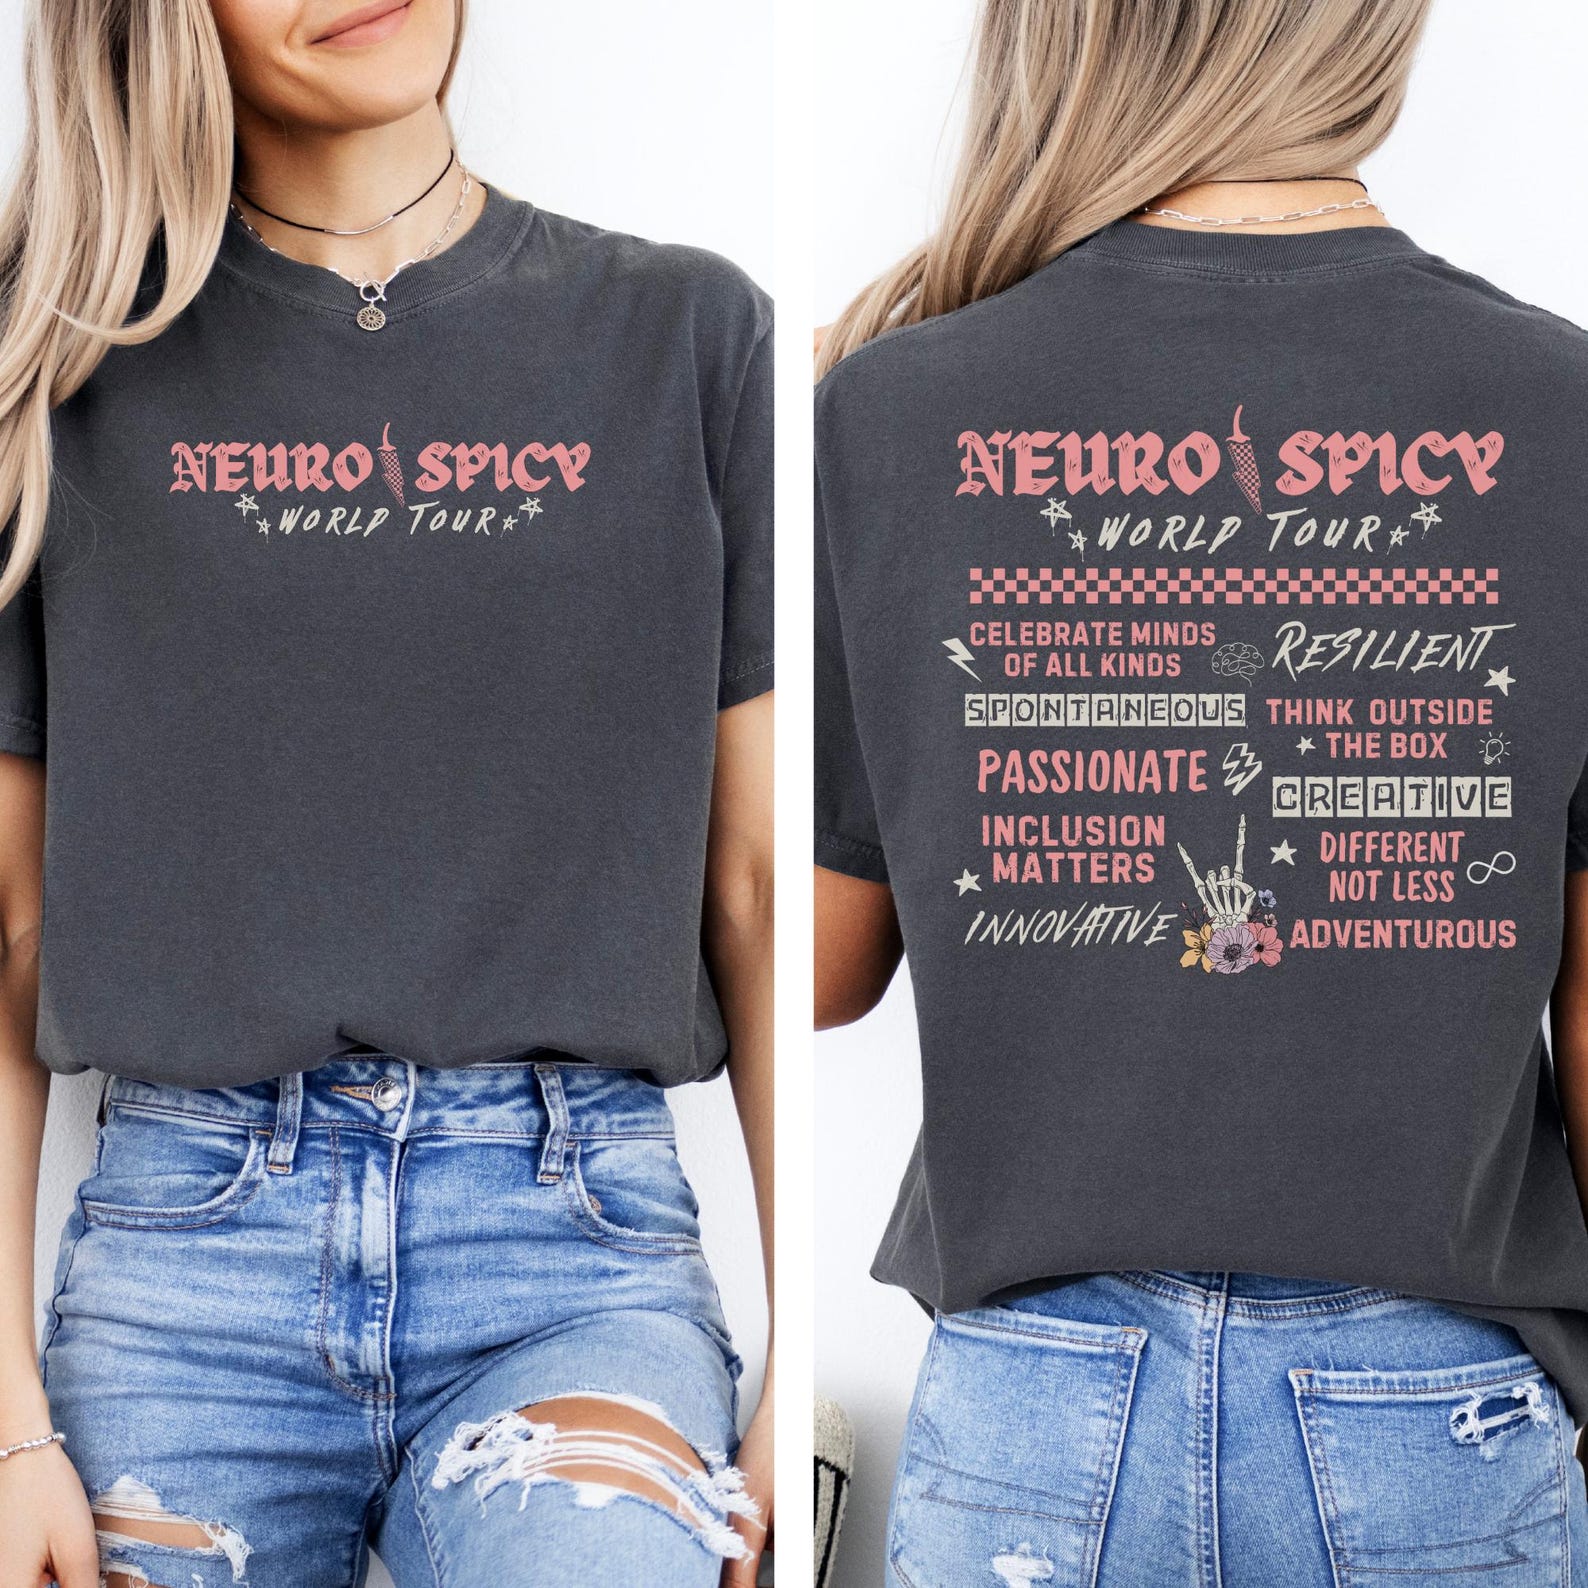 NEURO SPICY
WORLD TOUR
NEURO SPICY
WORLD TOUR
CELEBRATE MINDS
OF ALL KINDS
RESILIENT
SPONTANEOUS
THINK OUTSIDE
THE BOX
PASSIONATE
CREATIVE
INCLUSION
MATTERS
DIFFERENT
NOT LESS
INNOVATIVE
ADVENTUROUS